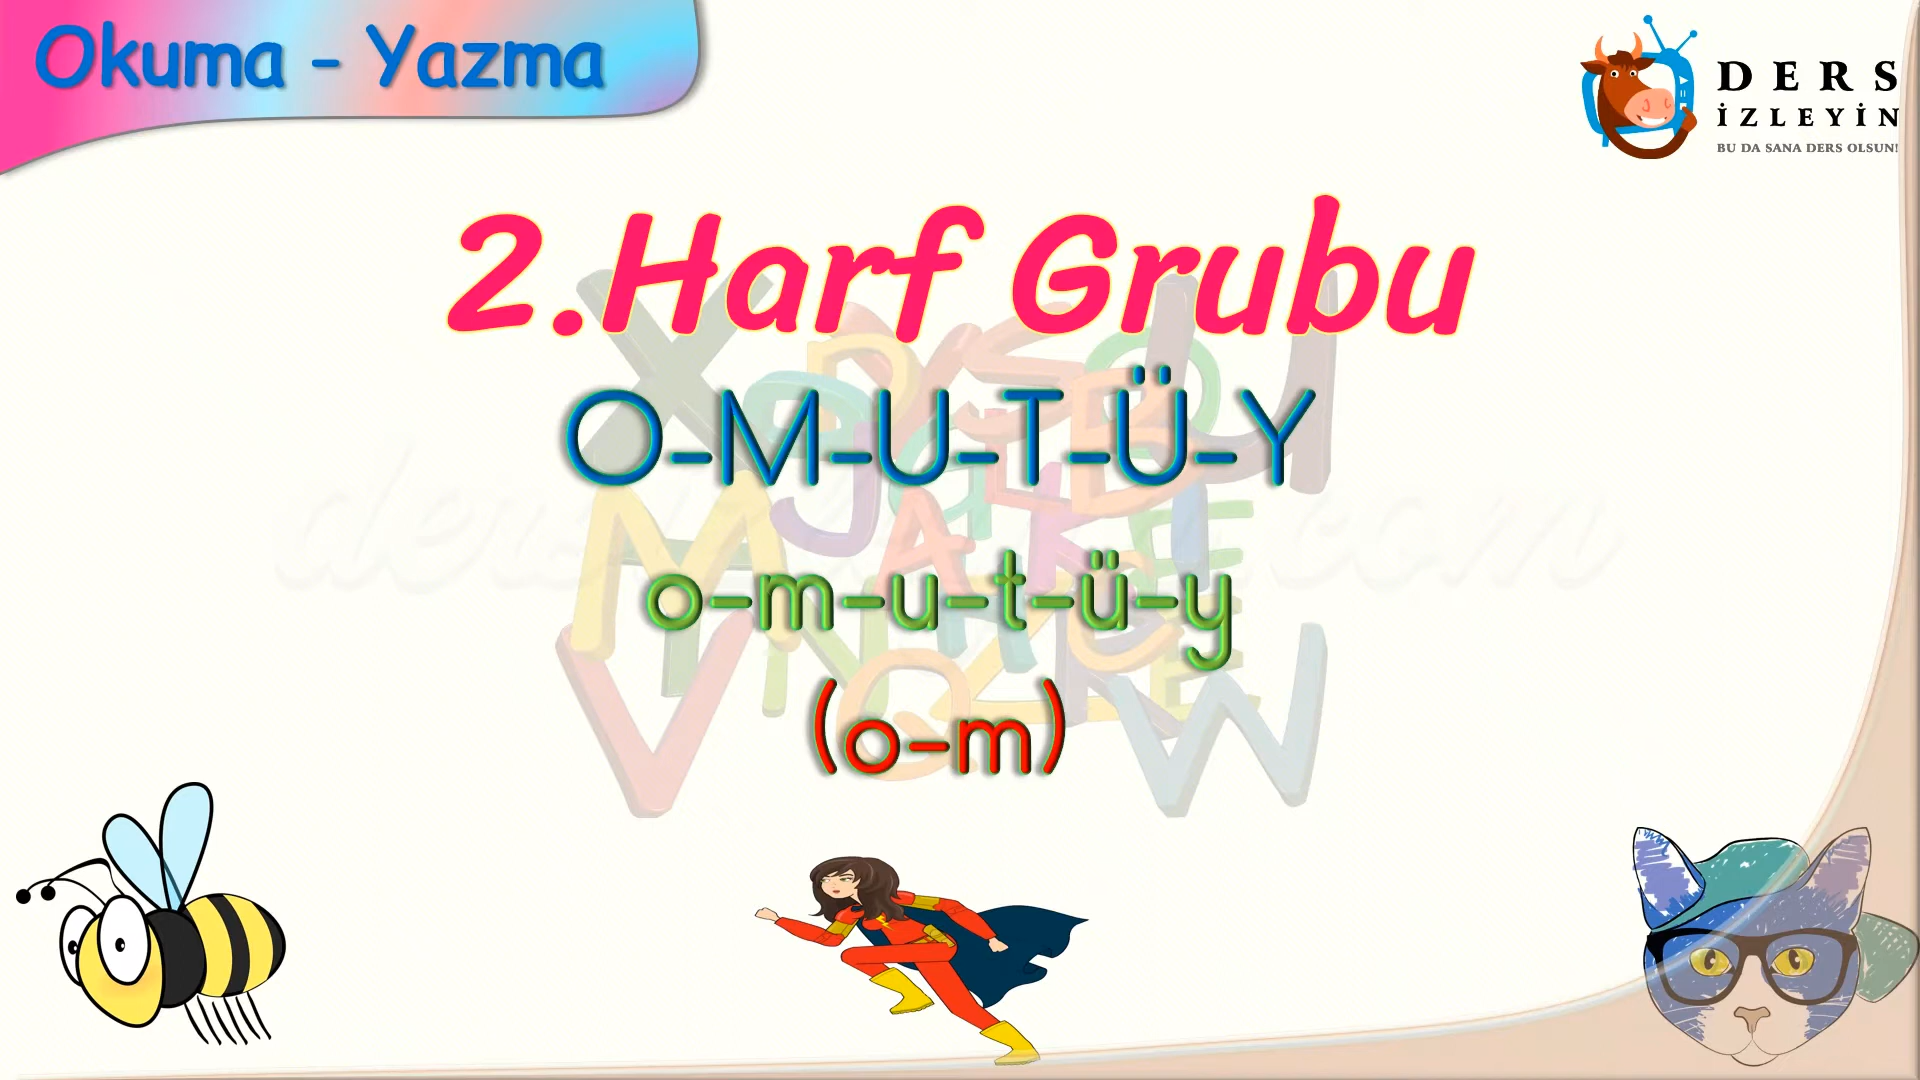 Okuma - Yazma
DERS
İZLEYİN
BU DA SANA DERS OLSUN!
2.Harf Grubu
O-M-U-T-Ü-Y
o-m-u-t-ü-y
(o-m)